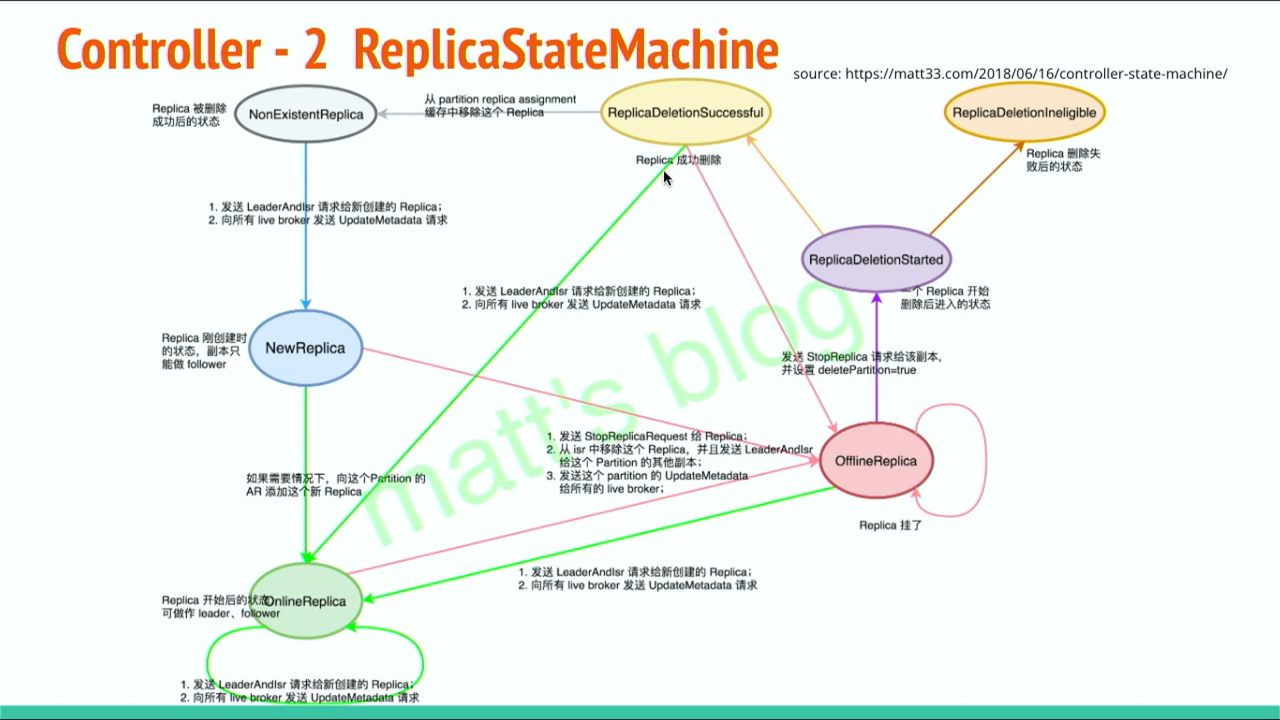 Controller - 2 ReplicaStateMachine
source: https://matt33.com/2018/06/16/controller-state-machine/
Replica 被删除
成功后的状态
NonExistentReplica
从 partition replica assignment
缓存中移除这个 Replica
ReplicaDeletionSuccessful
ReplicaDeletionIneligible
Replica 成功删除
Replica 删除失
败后的状态
1. 发送 LeaderAndIsr 请求给新创建的 Replica;
2. 向所有 live broker 发送 UpdateMetadata 请求
ReplicaDeletionStarted
一个 Replica 开始
删除后进入的状态
1. 发送 LeaderAndIsr 请求给新创建的 Replica;
2. 向所有 live broker 发送 UpdateMetadata 请求
Replica 刚创建时
的状态，副本只
能做 follower
NewReplica
发送 StopReplica 请求给该副本,
并设置 deletePartition=true
matt's blog
1. 发送 StopReplicaRequest 给 Replica;
2. 从 isr 中移除这个 Replica，并且发送 LeaderAndIsr
给这个 Partition 的其他副本;
3. 发送这个 partition 的 UpdateMetadata
给所有的 live broker;
OfflineReplica
如果需要情况下，向这个Partition 的
AR 添加这个新 Replica
Replica 挂了
1. 发送 LeaderAndIsr 请求给新创建的 Replica;
2. 向所有 live broker 发送 UpdateMetadata 请求
Replica 开始后的状态,
可做作 leader、follower
OnlineReplica
1. 发送 LeaderAndIsr 请求给新创建的 Replica;
2. 向所有 live broker 发送 UpdateMetadata 请求